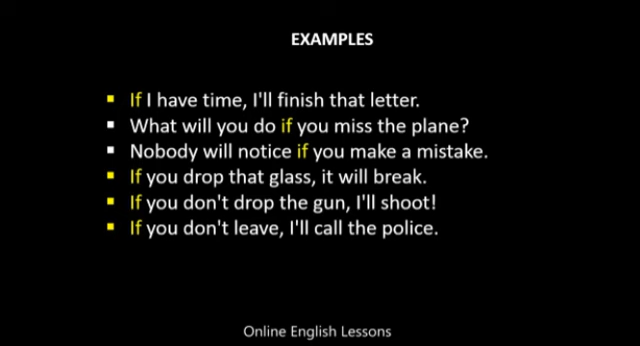 EXAMPLES
If I have time, I'll finish that letter.
What will you do if you miss the plane?
Nobody will notice if you make a mistake.
If you drop that glass, it will break.
If you don't drop the gun, I'll shoot!
If you don't leave, I'll call the police.
Online English Lessons